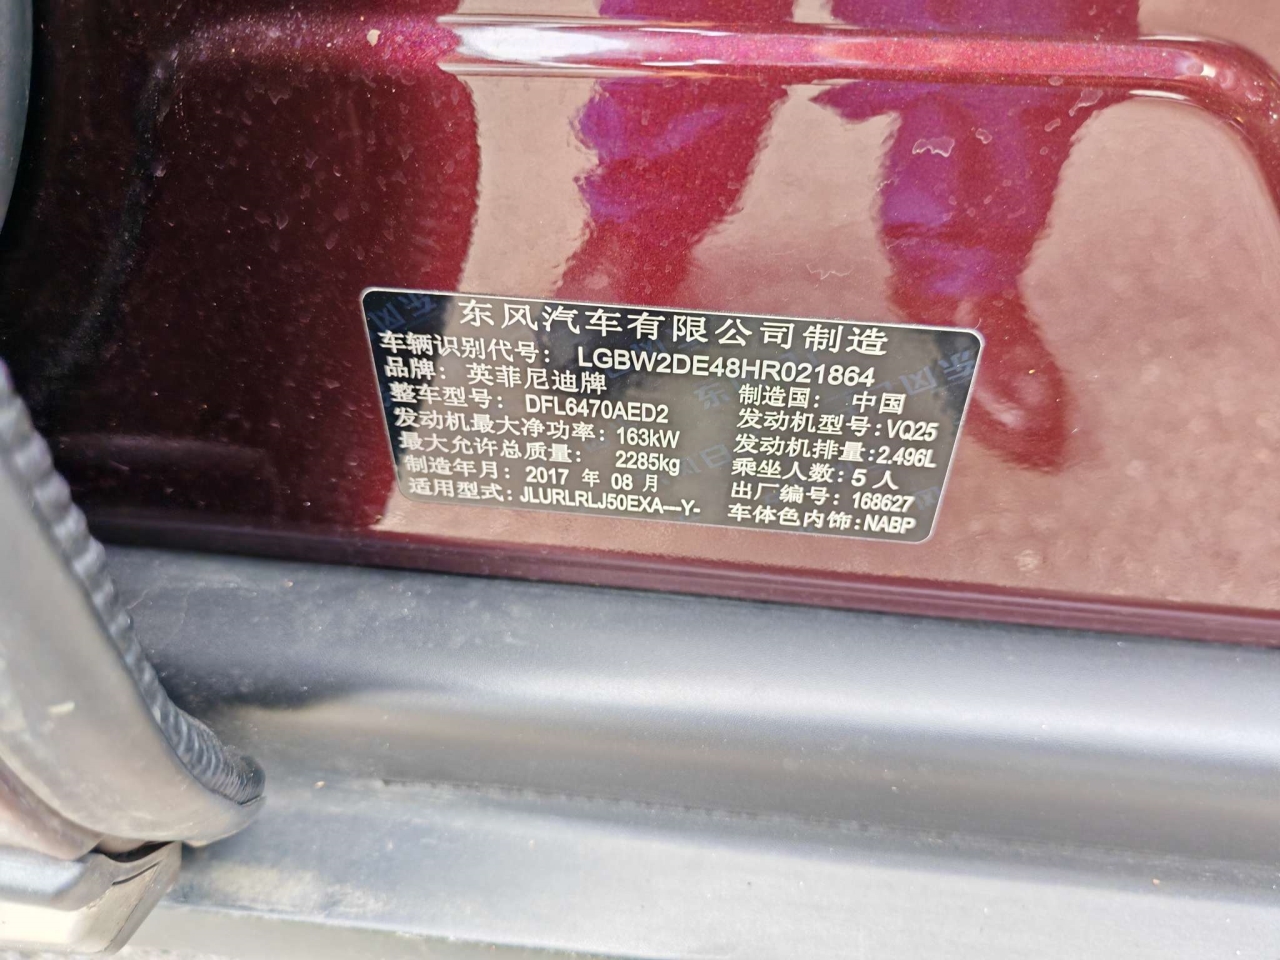 东风汽车有限公司制造
车辆识别代号: LGBW2DE48HR021864
品牌: 英菲尼迪牌 制造国: 中国
整车型号: DFL6470AED2 发动机型号: VQ25
发动机最大净功率: 163kW 发动机排量: 2.496L
最大允许总质量: 2285kg 乘坐人数: 5 人
制造年月: 2017 年 08 月 出厂编号: 168627
适用型式: JLURLRLJ50EXA---Y- 车体色内饰: NABP